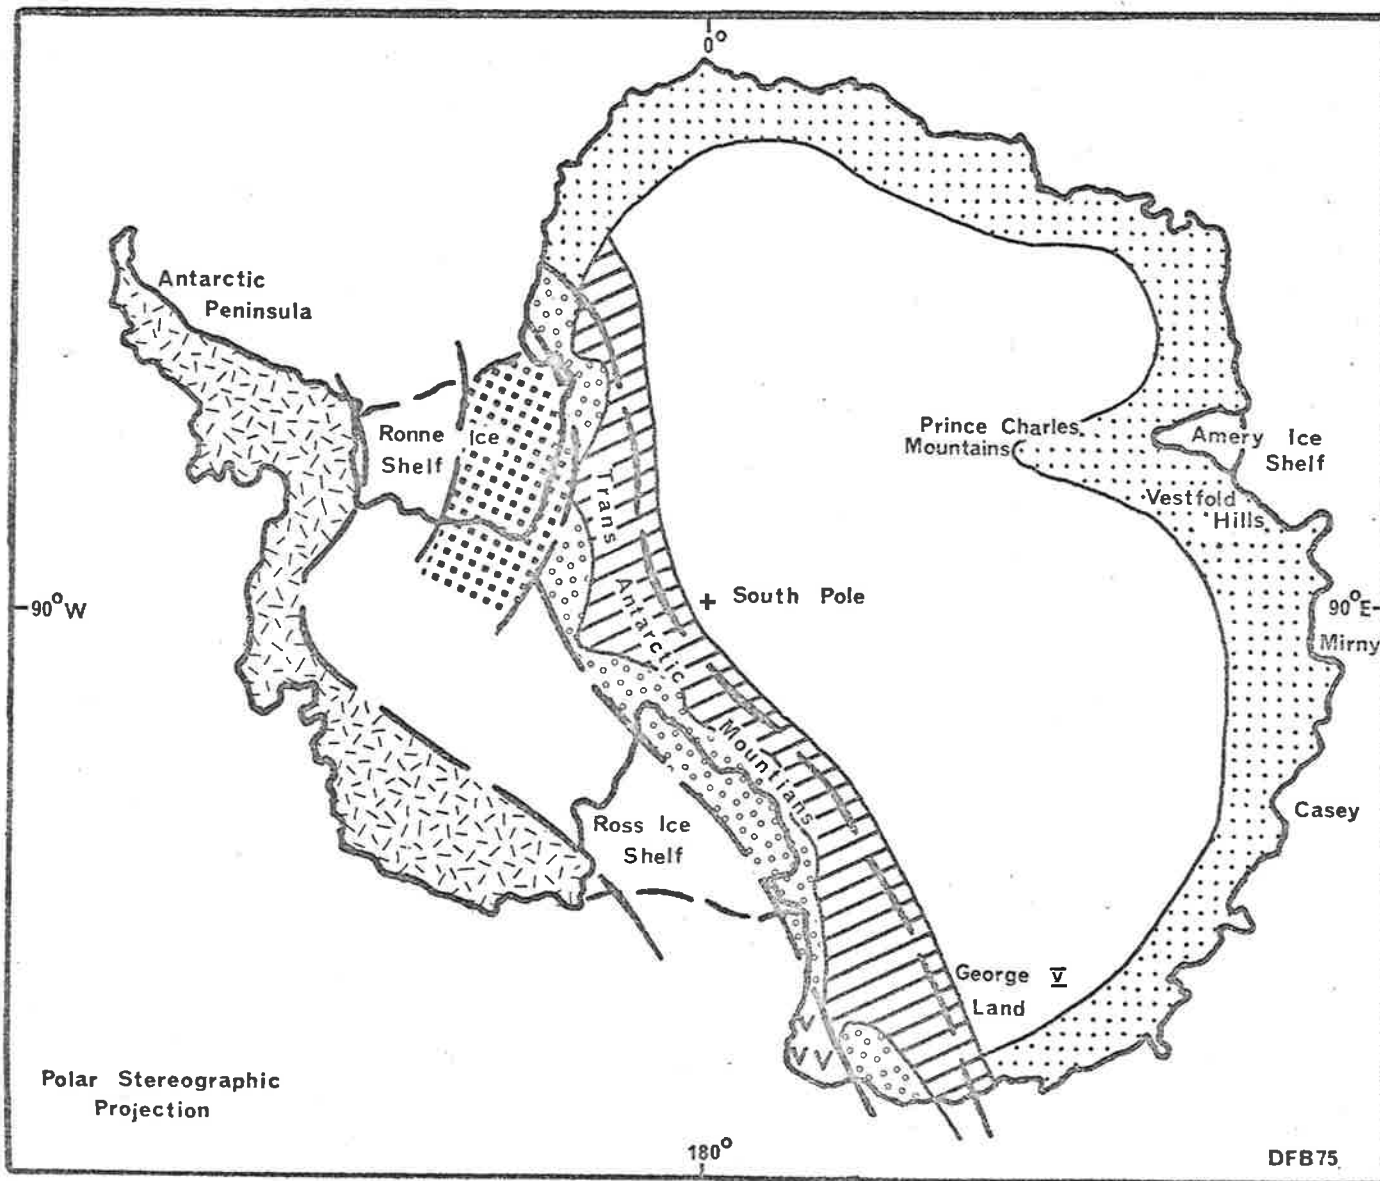 0°
Antarctic
Peninsula
Ronne Ice
Shelf
Prince Charles
Mountains
Amery Ice
Shelf
Vestfold
Hills
Trans
Antarctic
Mountians
90°W
South Pole
90°E
Mirny
Casey
Ross Ice
Shelf
George V
Land
Polar Stereographic
Projection
180°
DFB75